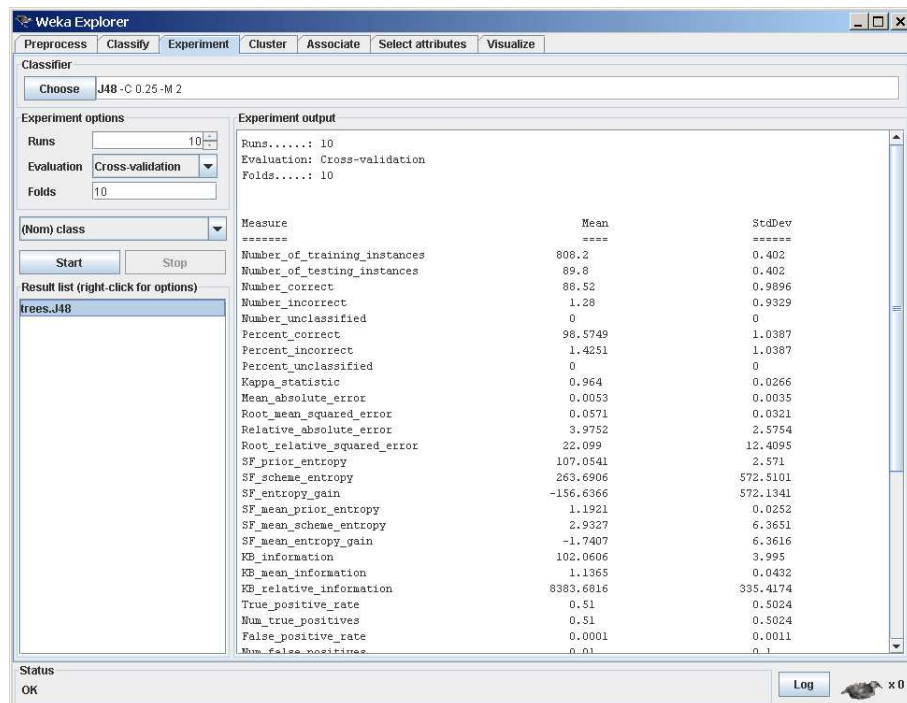 Weka Explorer
Preprocess Classify Experiment Cluster Associate Select attributes Visualize
Classifier
Choose J48 -C 0.25 -M 2
Experiment options
Runs 10
Evaluation Cross-validation
Folds 10
(Nom) class
Start Stop
Result list (right-click for options)
trees.J48
Experiment output
Runs......: 10
Evaluation: Cross-validation
Folds.....: 10
Measure Mean StdDev
======= ==== ======
Number_of_training_instances 808.2 0.402
Number_of_testing_instances 89.8 0.402
Number_correct 88.52 0.9896
Number_incorrect 1.28 0.9329
Number_unclassified 0 0
Percent_correct 98.5749 1.0387
Percent_incorrect 1.4251 1.0387
Percent_unclassified 0 0
Kappa_statistic 0.964 0.0266
Mean_absolute_error 0.0053 0.0035
Root_mean_squared_error 0.0571 0.0321
Relative_absolute_error 3.9752 2.5754
Root_relative_squared_error 22.099 12.4095
SF_prior_entropy 107.0541 2.571
SF_scheme_entropy 263.6906 572.5101
SF_entropy_gain -156.6366 572.1341
SF_mean_prior_entropy 1.1921 0.0252
SF_mean_scheme_entropy 2.9327 6.3651
SF_mean_entropy_gain -1.7407 6.3616
KB_information 102.0606 3.995
KB_mean_information 1.1365 0.0432
KB_relative_information 8383.6816 335.4174
True_positive_rate 0.51 0.5024
Num_true_positives 0.51 0.5024
False_positive_rate 0.0001 0.0011
Num_false_positives 0.01 0.1
Status
OK
Log x 0